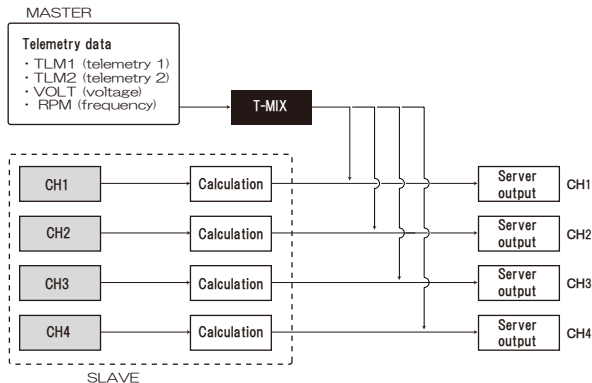 MASTER
Telemetry data
・TLM1 (telemetry 1)
・TLM2 (telemetry 2)
・VOLT (voltage)
・RPM (frequency)
T-MIX
CH1
Calculation
Server
output
CH1
CH2
Calculation
Server
output
CH2
CH3
Calculation
Server
output
CH3
CH4
Calculation
Server
output
CH4
SLAVE